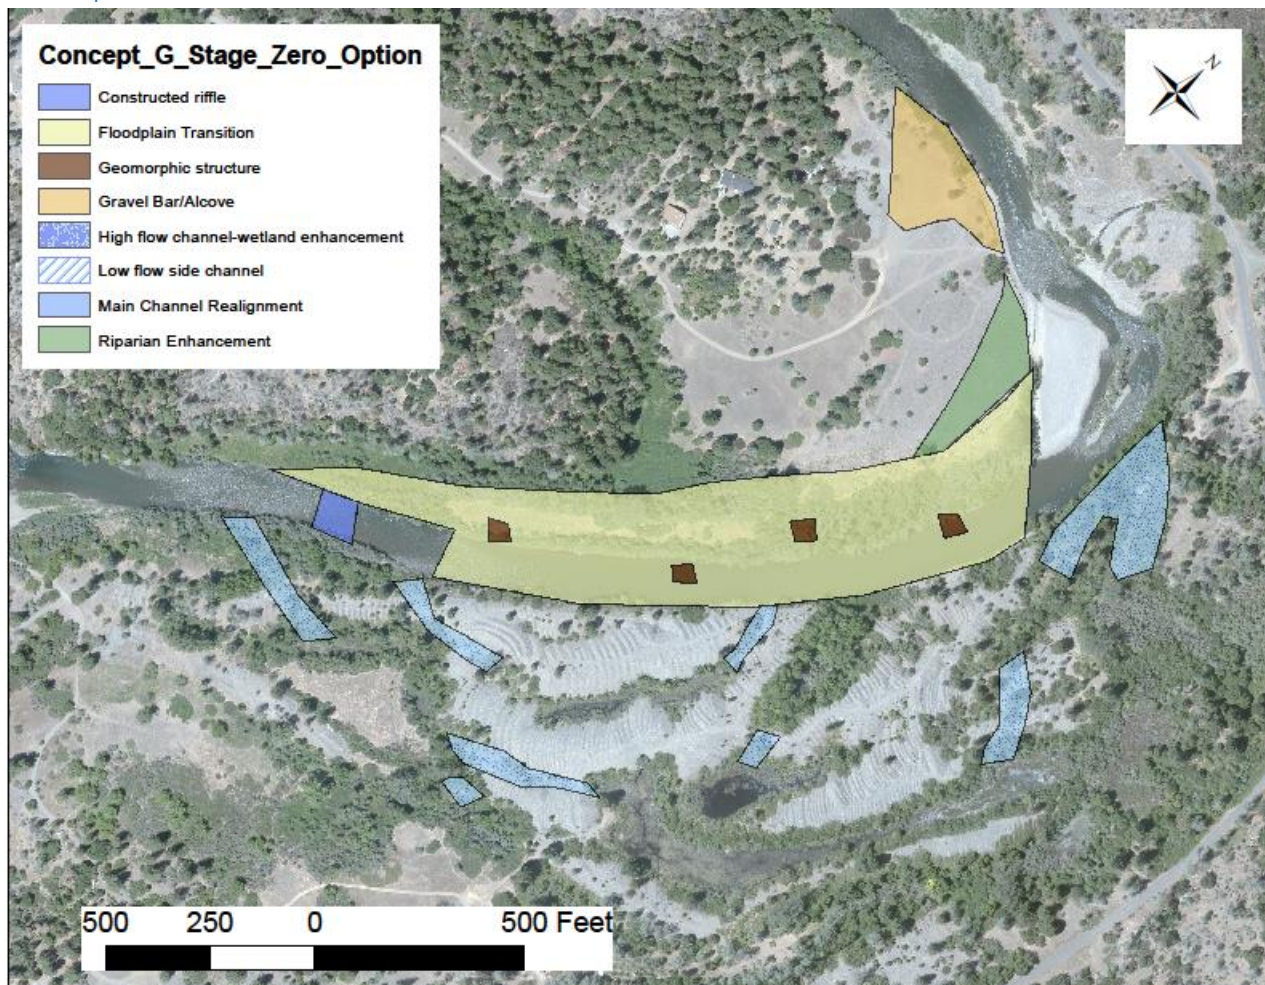 Concept_G_Stage_Zero_Option
Constructed riffle
Floodplain Transition
Geomorphic structure
Gravel Bar/Alcove
High flow channel-wetland enhancement
Low flow side channel
Main Channel Realignment
Riparian Enhancement
N
500 250 0 500 Feet